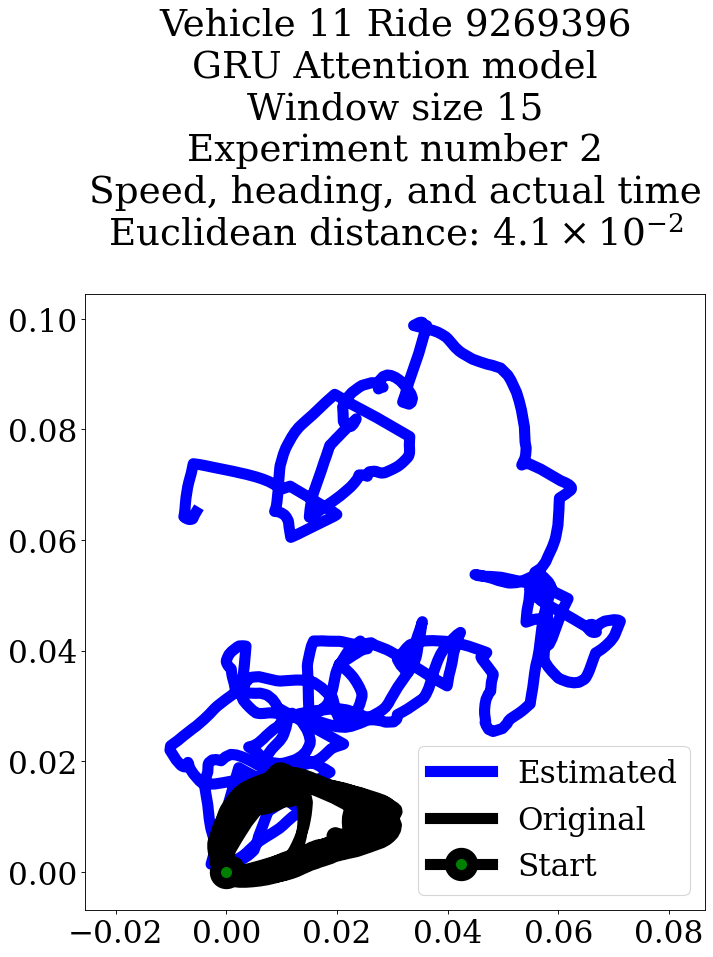 Vehicle 11 Ride 9269396
GRU Attention model
Window size 15
Experiment number 2
Speed, heading, and actual time
Euclidean distance: 4.1 × 10⁻²
0.10
0.08
0.06
0.04
0.02
0.00
Estimated
Original
Start
−0.02 0.00 0.02 0.04 0.06 0.08